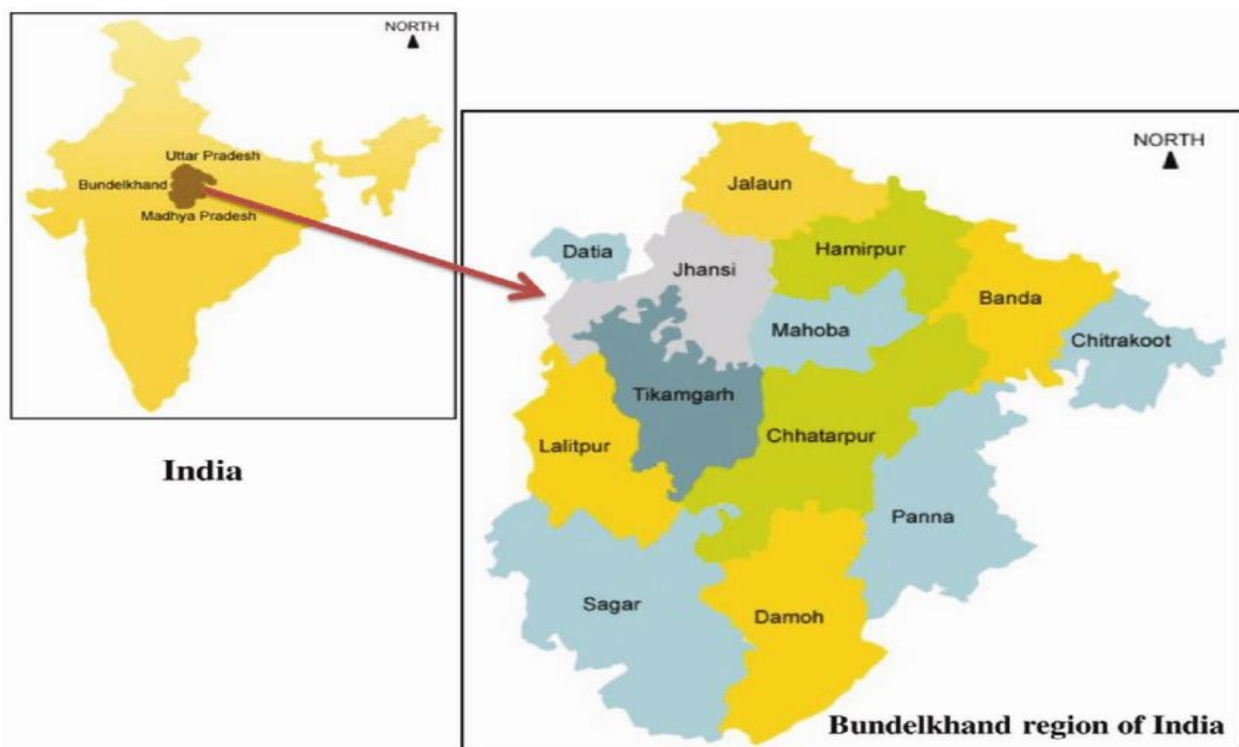 NORTH
Uttar Pradesh
Bundelkhand
Madhya Pradesh
India
NORTH
Jalaun
Datia
Hamirpur
Jhansi
Banda
Mahoba
Chitrakoot
Tikamgarh
Chhatarpur
Lalitpur
Panna
Sagar
Damoh
Bundelkhand region of India